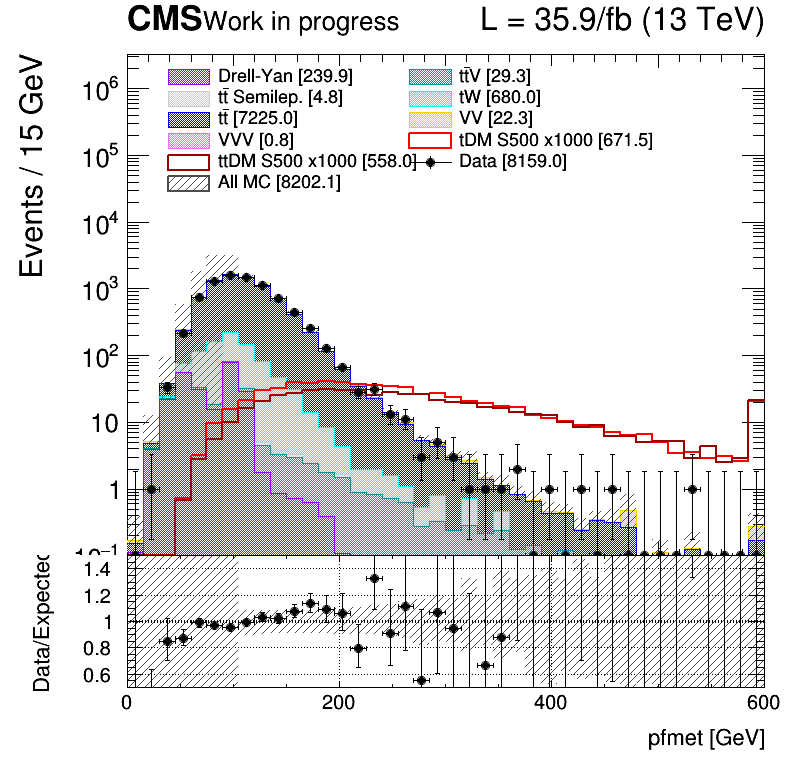 CMS Work in progress L = 35.9/fb (13 TeV)
Events / 15 GeV
Drell-Yan [239.9] tt̄V [29.3]
tt̄ Semilep. [4.8] tW [680.0]
tt̄ [7225.0] VV [22.3]
VVV [0.8] tDM S500 x1000 [671.5]
ttDM S500 x1000 [558.0] Data [8159.0]
All MC [8202.1]
10⁶
10⁵
10⁴
10³
10²
10
1
10⁻¹
Data/Expected
1.4
1.2
1
0.8
0.6
0 200 400 600
pfmet [GeV]